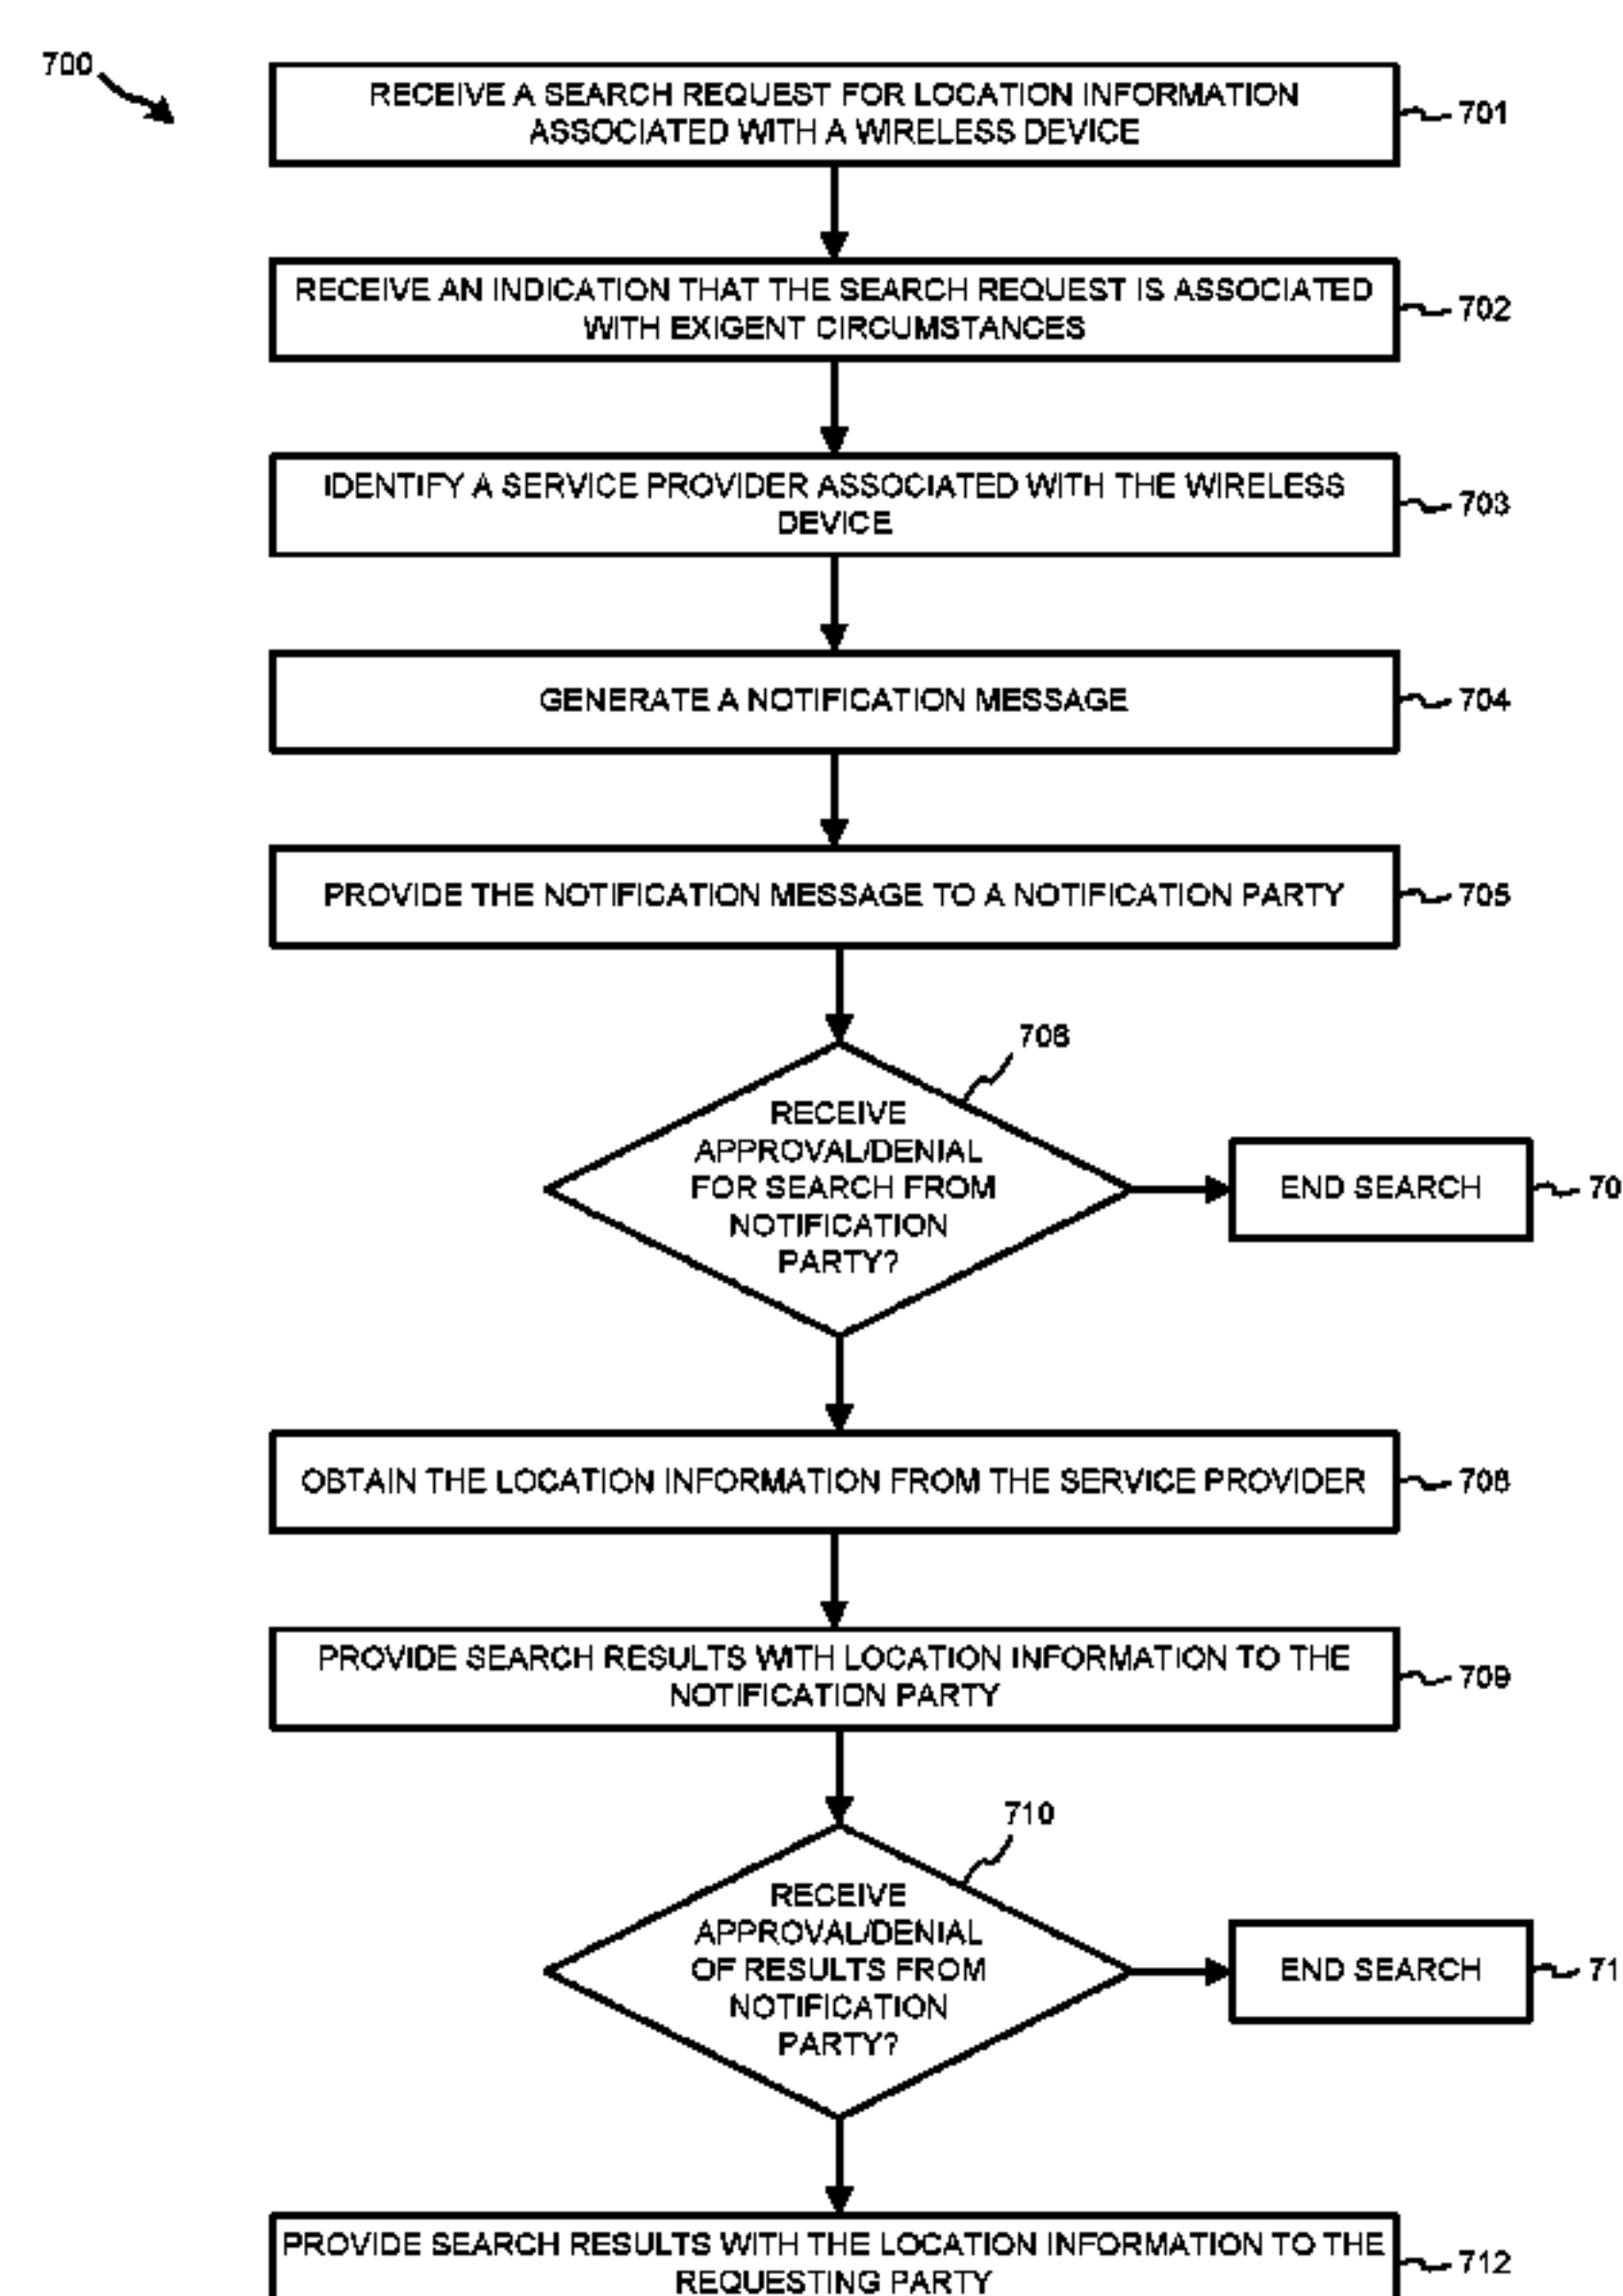 700
RECEIVE A SEARCH REQUEST FOR LOCATION INFORMATION
ASSOCIATED WITH A WIRELESS DEVICE
701
RECEIVE AN INDICATION THAT THE SEARCH REQUEST IS ASSOCIATED
WITH EXIGENT CIRCUMSTANCES
702
IDENTIFY A SERVICE PROVIDER ASSOCIATED WITH THE WIRELESS
DEVICE
703
GENERATE A NOTIFICATION MESSAGE
704
PROVIDE THE NOTIFICATION MESSAGE TO A NOTIFICATION PARTY
705
706
RECEIVE
APPROVAL/DENIAL
FOR SEARCH FROM
NOTIFICATION
PARTY?
END SEARCH
70
OBTAIN THE LOCATION INFORMATION FROM THE SERVICE PROVIDER
708
PROVIDE SEARCH RESULTS WITH LOCATION INFORMATION TO THE
NOTIFICATION PARTY
709
710
RECEIVE
APPROVAL/DENIAL
OF RESULTS FROM
NOTIFICATION
PARTY?
END SEARCH
71
PROVIDE SEARCH RESULTS WITH THE LOCATION INFORMATION TO THE
REQUESTING PARTY
712